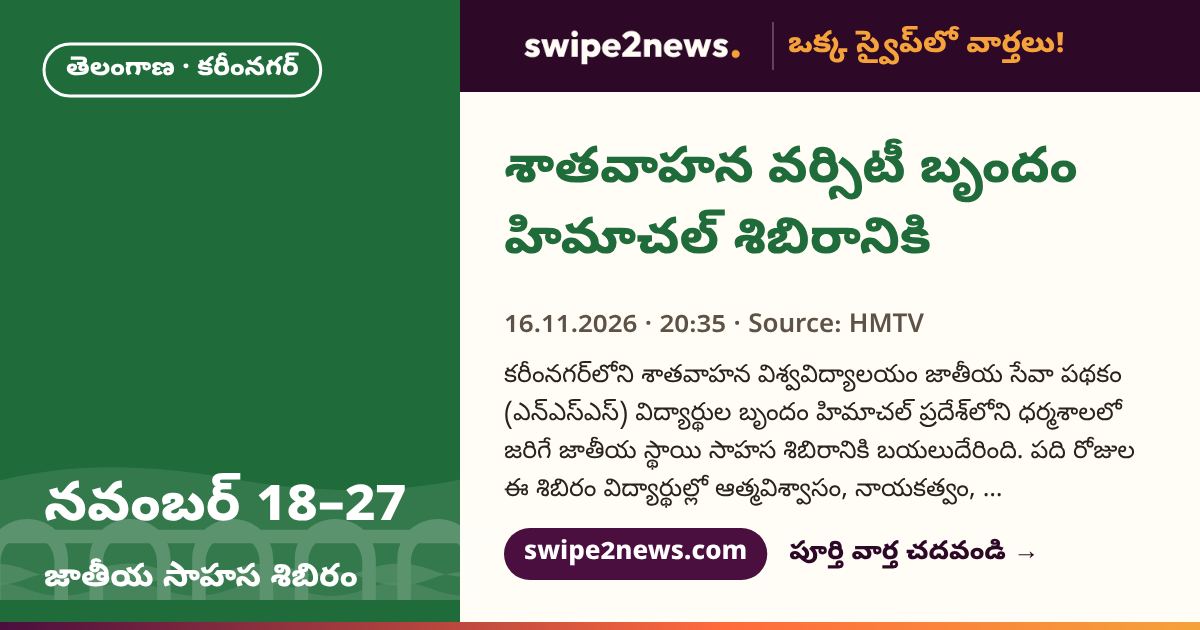 తెలంగాణ · కరీంనగర్
నవంబర్ 18–27
జాతీయ సాహస శిబిరం
swipe2news. ఒక్క స్వైప్‌లో వార్తలు!
శాతవాహన వర్సిటీ బృందం
హిమాచల్ శిబిరానికి
16.11.2026 · 20:35 · Source: HMTV
కరీంనగర్‌లోని శాతవాహన విశ్వవిద్యాలయం జాతీయ సేవా పథకం
(ఎన్ఎస్ఎస్) విద్యార్థుల బృందం హిమాచల్ ప్రదేశ్‌లోని ధర్మశాలలో
జరిగే జాతీయ స్థాయి సాహస శిబిరానికి బయలుదేరింది. పది రోజుల
ఈ శిబిరం విద్యార్థుల్లో ఆత్మవిశ్వాసం, నాయకత్వం, ...
swipe2news.com పూర్తి వార్త చదవండి →